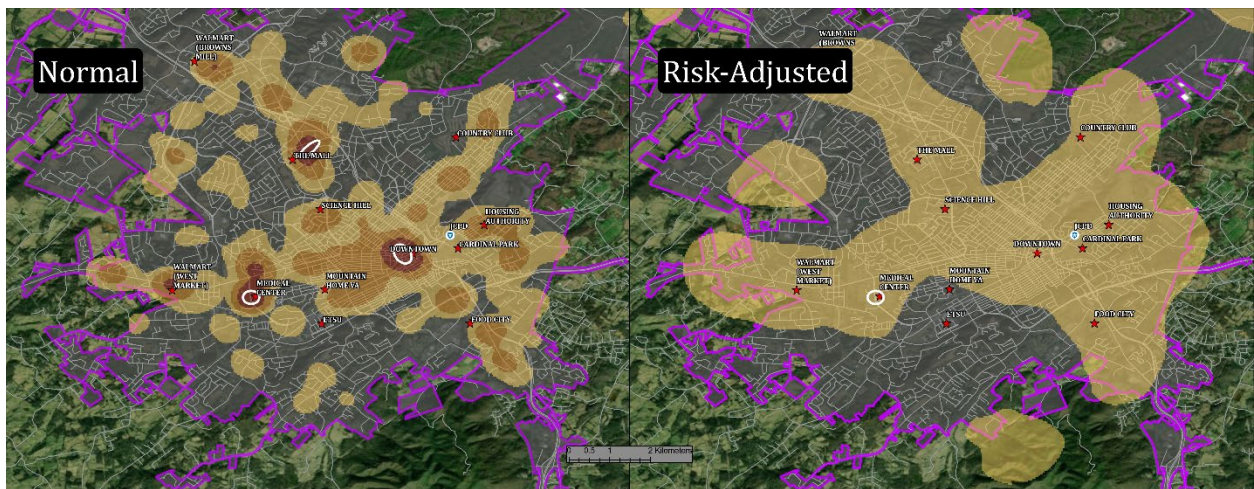 Normal
WALMART
(BROWNS
MILL)
THE MALL
COUNTRY CLUB
SCIENCE HILL
HOUSING
AUTHORITY
JCPD
DOWNTOWN
CARDINAL PARK
WALMART
(WEST
MARKET)
MEDICAL
CENTER
MOUNTAIN
HOME VA
ETSU
FOOD CITY
Risk-Adjusted
WALMART
(BROWNS
THE MALL
COUNTRY CLUB
SCIENCE HILL
HOUSING
AUTHORITY
JCPD
DOWNTOWN
CARDINAL PARK
WALMART
(WEST
MARKET)
MEDICAL
CENTER
MOUNTAIN
HOME VA
ETSU
FOOD CITY
0 0.5 1 2 Kilometers